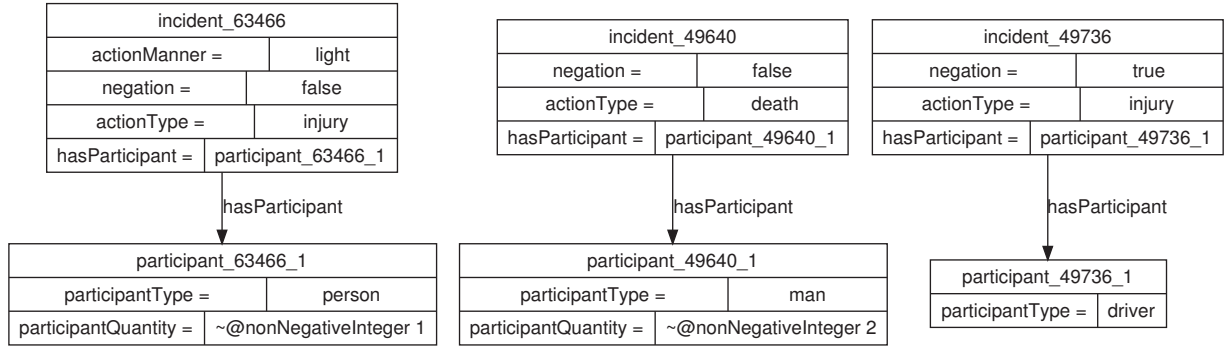 incident_63466
actionManner = light
negation = false
actionType = injury
hasParticipant = participant_63466_1
hasParticipant
participant_63466_1
participantType = person
participantQuantity = ~@nonNegativeInteger 1
incident_49640
negation = false
actionType = death
hasParticipant = participant_49640_1
hasParticipant
participant_49640_1
participantType = man
participantQuantity = ~@nonNegativeInteger 2
incident_49736
negation = true
actionType = injury
hasParticipant = participant_49736_1
hasParticipant
participant_49736_1
participantType = driver